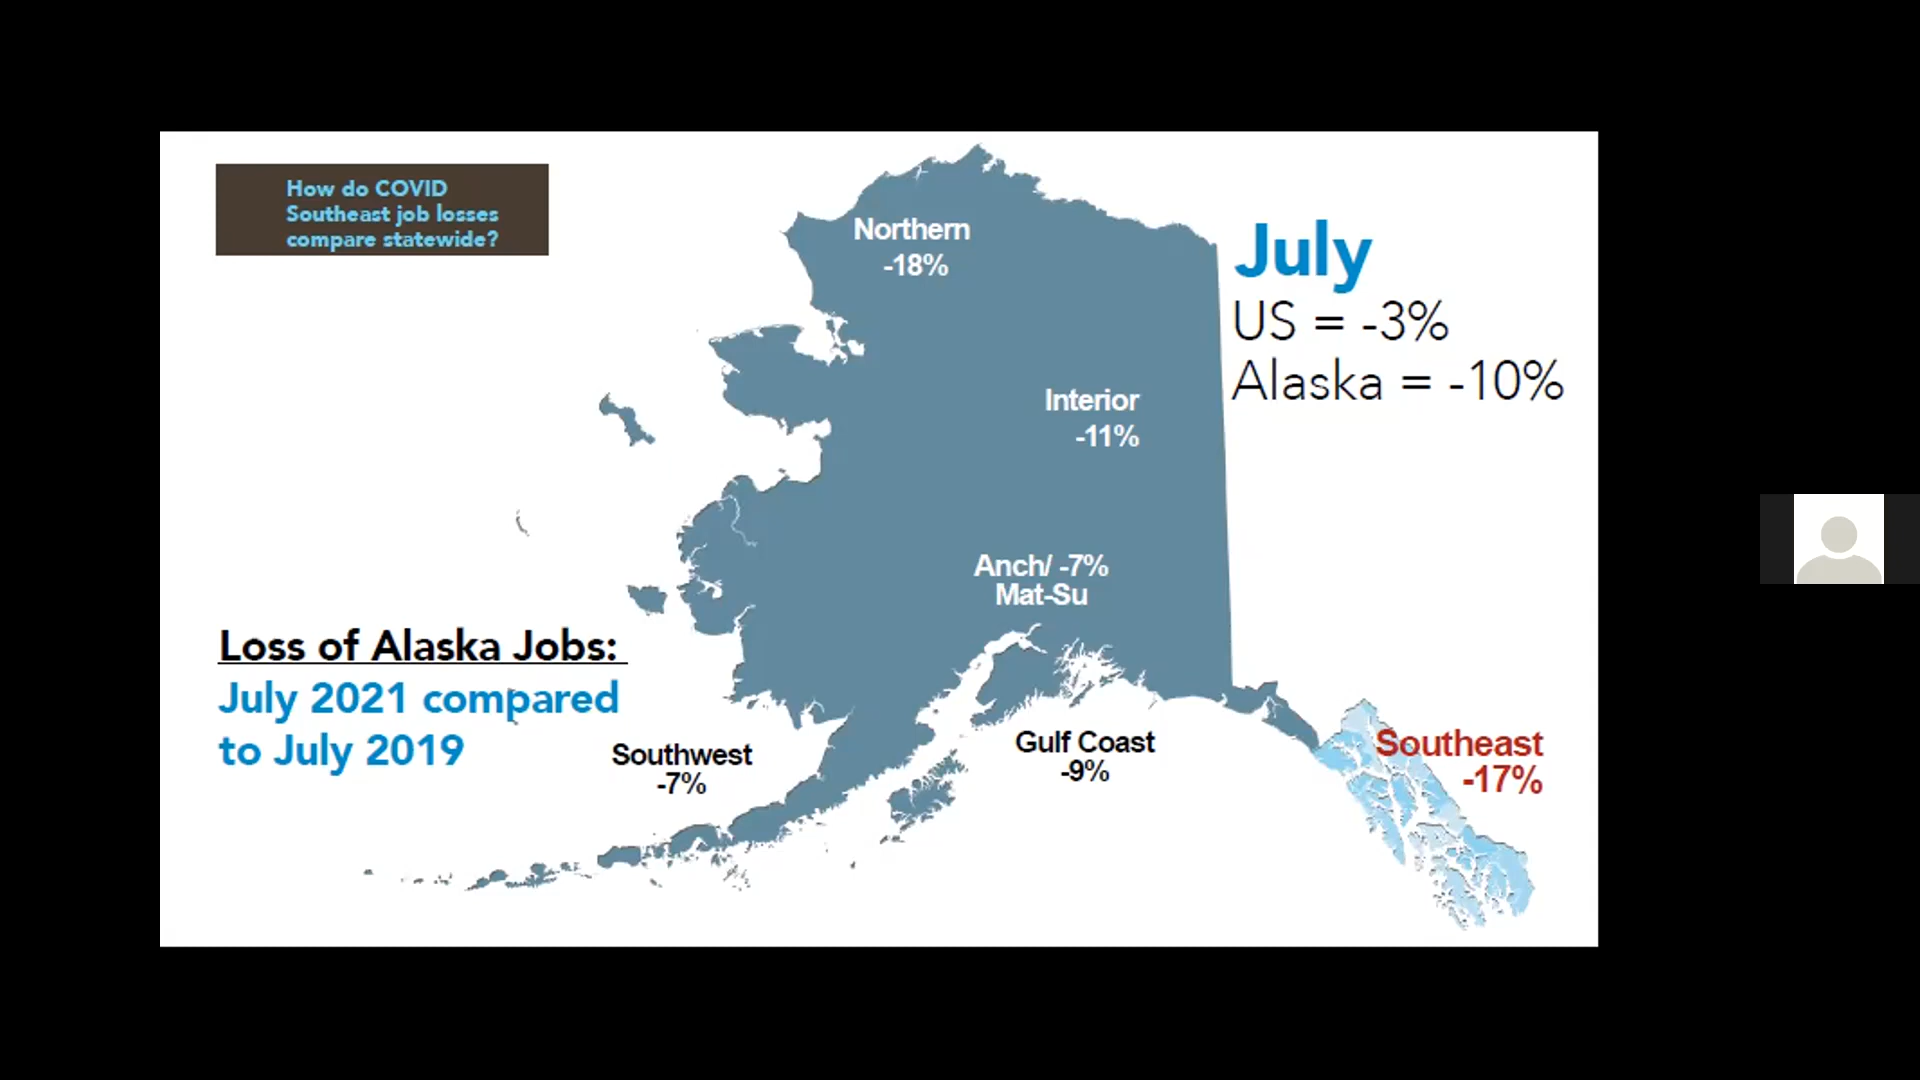 How do COVID
Southeast job losses
compare statewide?
Northern
-18%
July
US = -3%
Alaska = -10%
Interior
-11%
Anch/ -7%
Mat-Su
Loss of Alaska Jobs:
July 2021 compared
to July 2019
Southwest
-7%
Gulf Coast
-9%
Southeast
-17%